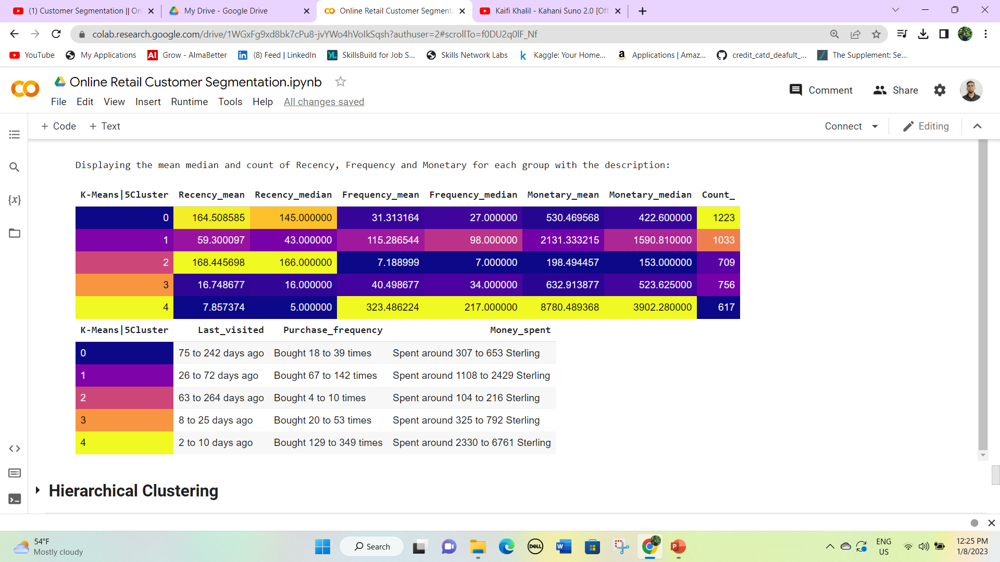 (1) Customer Segmentation || On
My Drive - Google Drive
Online Retail Customer Segmenta
Kaifi Khalil - Kahani Suno 2.0 [Off
colab.research.google.com/drive/1WGxFg9xd8bk7cPu8-jvYWo4hVoIkSqsh?authuser=2#scrollTo=f0DU2q0lF_Nf
YouTube My Applications AI Grow - AlmaBetter in (8) Feed | LinkedIn YL SkillsBuild for Job S... Skills Network Labs k Kaggle: Your Home... a Applications | Amaz... credit_catd_deafult_... The Supplement: Se...
Online Retail Customer Segmentation.ipynb
Comment Share
File Edit View Insert Runtime Tools Help All changes saved
+ Code + Text
Connect Editing
{x}
Displaying the mean median and count of Recency, Frequency and Monetary for each group with the description:
K-Means|5Cluster Recency_mean Recency_median Frequency_mean Frequency_median Monetary_mean Monetary_median Count_
0 164.508585 145.000000 31.313164 27.000000 530.469568 422.600000 1223
1 59.300097 43.000000 115.286544 98.000000 2131.333215 1590.810000 1033
2 168.445698 166.000000 7.188999 7.000000 198.494457 153.000000 709
3 16.748677 16.000000 40.498677 34.000000 632.913877 523.625000 756
4 7.857374 5.000000 323.486224 217.000000 8780.489368 3902.280000 617
K-Means|5Cluster Last_visited Purchase_frequency Money_spent
0 75 to 242 days ago Bought 18 to 39 times Spent around 307 to 653 Sterling
1 26 to 72 days ago Bought 67 to 142 times Spent around 1108 to 2429 Sterling
2 63 to 264 days ago Bought 4 to 10 times Spent around 104 to 216 Sterling
3 8 to 25 days ago Bought 20 to 53 times Spent around 325 to 792 Sterling
4 2 to 10 days ago Bought 129 to 349 times Spent around 2330 to 6761 Sterling
Hierarchical Clustering
54°F
Mostly cloudy
Search
DELL
W
P
ENG
US
12:25 PM
1/8/2023